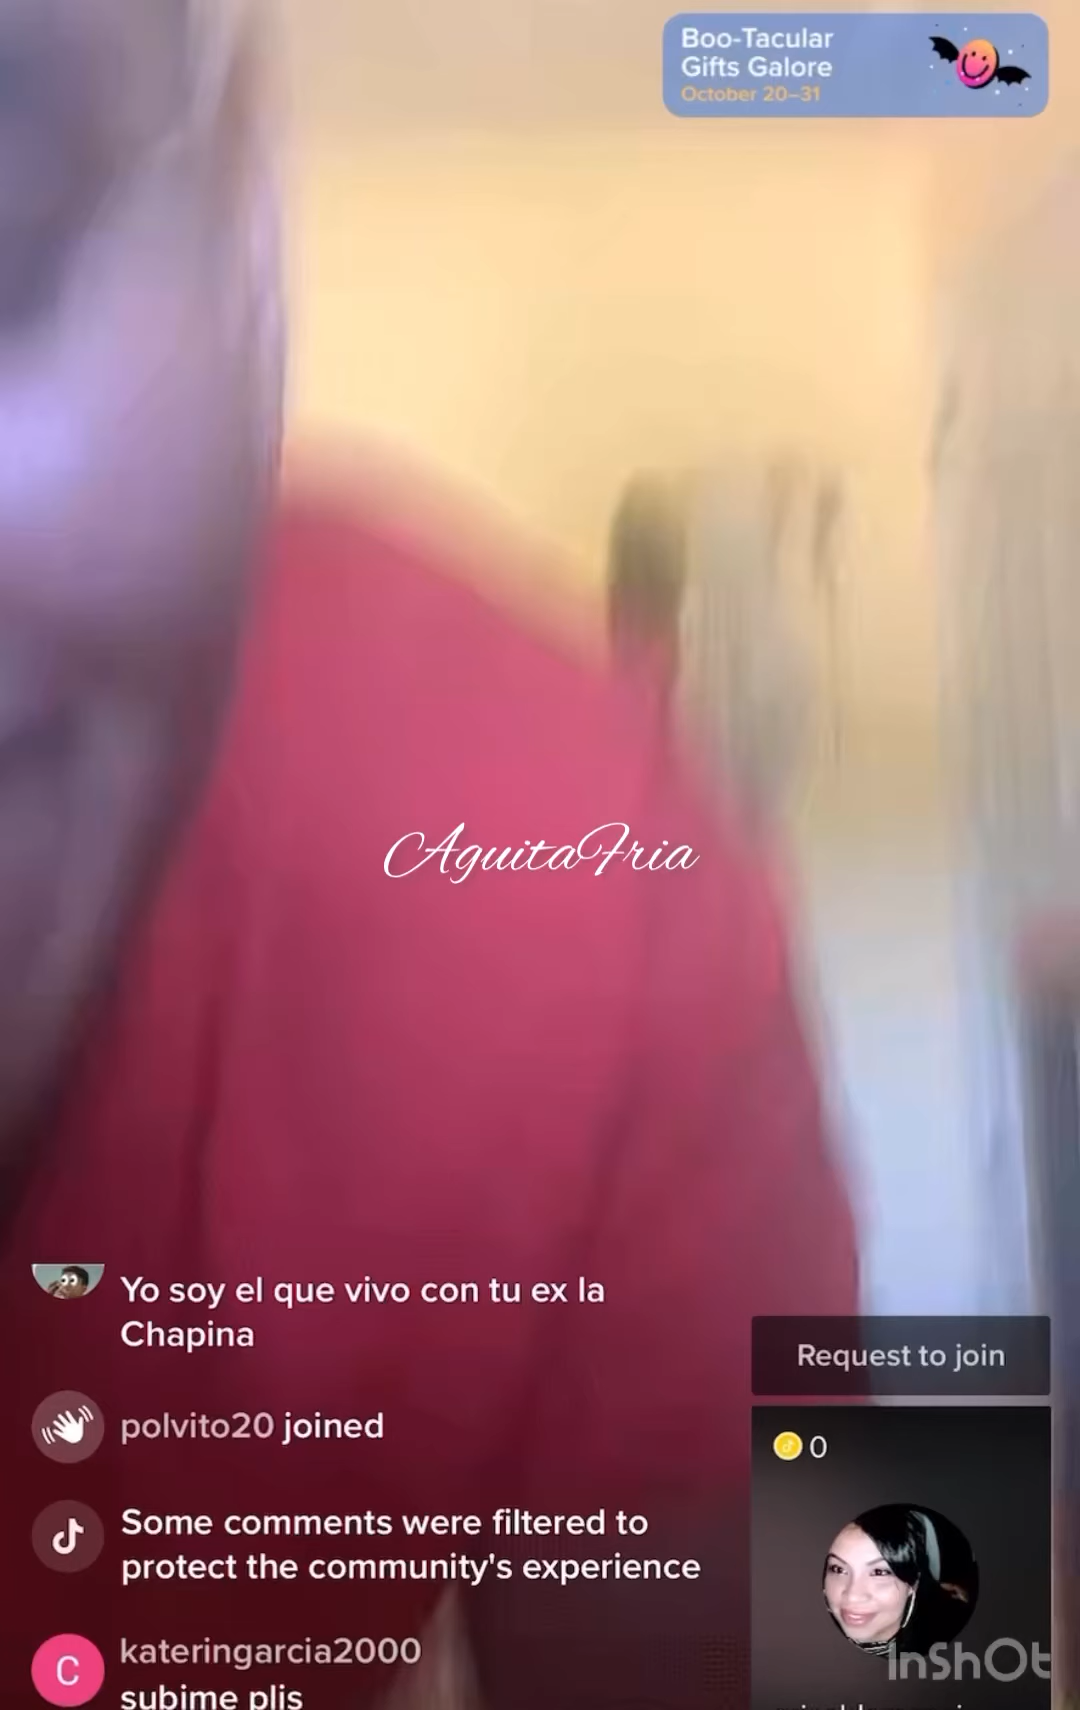 Boo-Tacular
Gifts Galore
October 20–31
AguitaFria
Yo soy el que vivo con tu ex la
Chapina
Request to join
polvito20 joined
0
Some comments were filtered to
protect the community's experience
C
kateringarcia2000
subime plis
InShOt